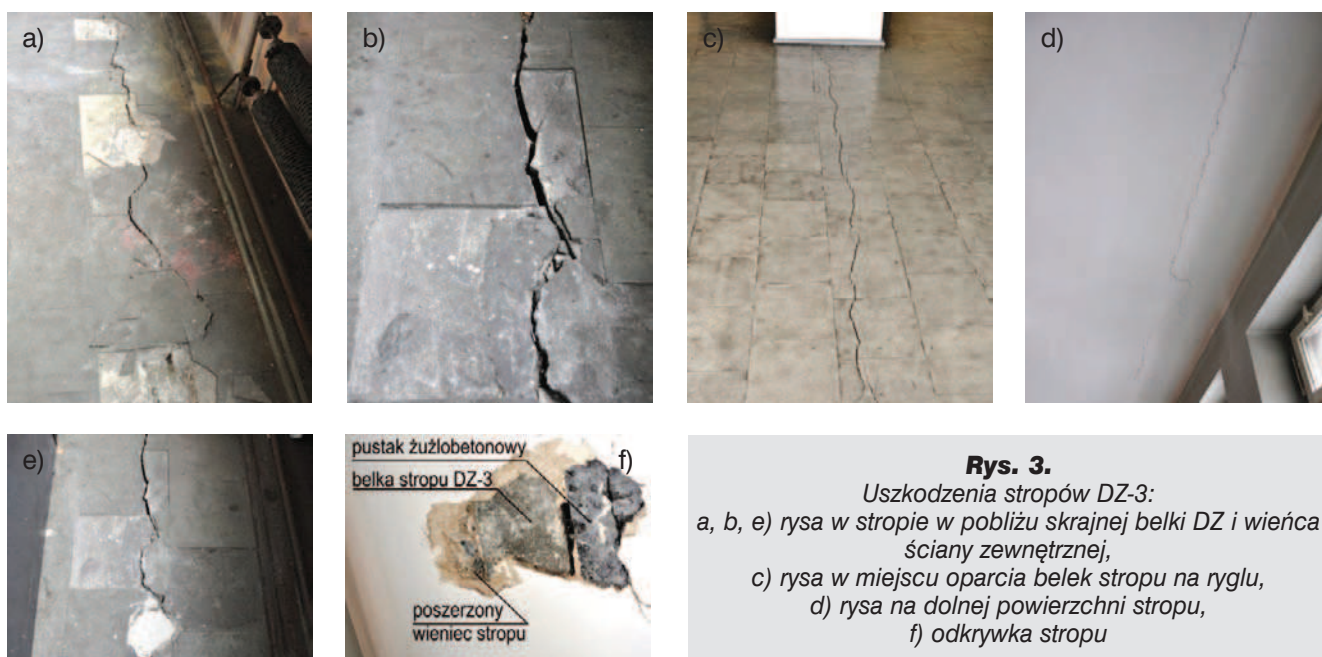 a)
b)
c)
d)
e)
pustak żużlobetonowy
f)
belka stropu DZ-3
poszerzony
wieniec stropu
Rys. 3.
Uszkodzenia stropów DZ-3:
a, b, e) rysa w stropie w pobliżu skrajnej belki DZ i wieńca
ściany zewnętrznej,
c) rysa w miejscu oparcia belek stropu na ryglu,
d) rysa na dolnej powierzchni stropu,
f) odkrywka stropu